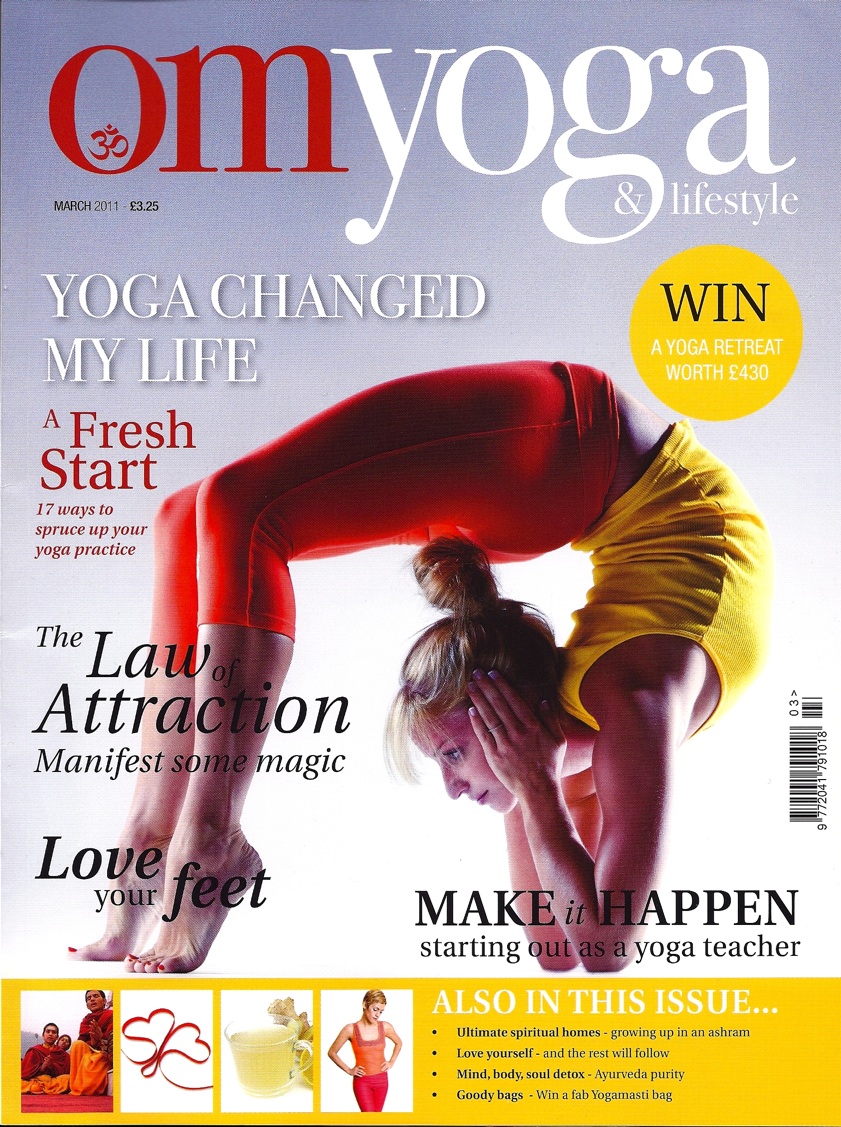 omyoga
ॐ
& lifestyle
MARCH 2011 - £3.25
YOGA CHANGED
MY LIFE
WIN
A YOGA RETREAT
WORTH £430
A Fresh
Start
17 ways to
spruce up your
yoga practice
The Law of
Attraction
Manifest some magic
03>
9 772041 791018
Love
your feet
MAKE it HAPPEN
starting out as a yoga teacher
ALSO IN THIS ISSUE...
• Ultimate spiritual homes - growing up in an ashram
• Love yourself - and the rest will follow
• Mind, body, soul detox - Ayurveda purity
• Goody bags - Win a fab Yogamasti bag